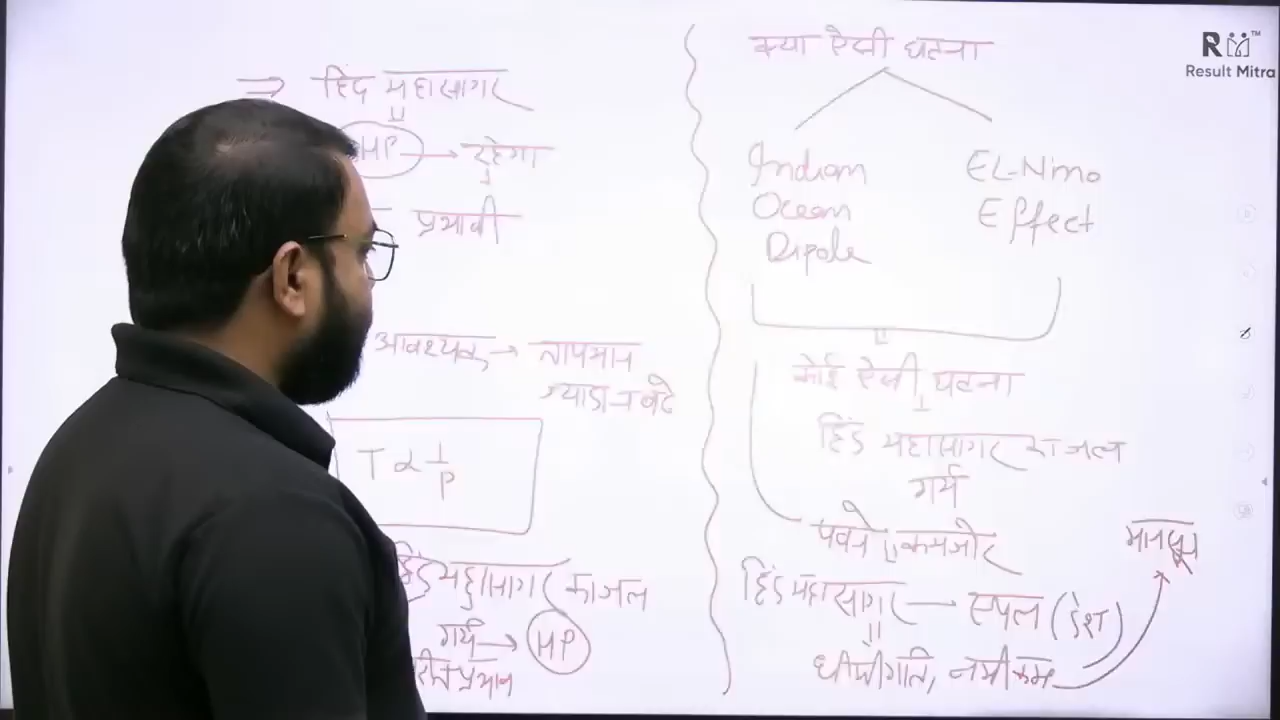 ⇒ हिंद महासागर
HP → रहेगा
प्रभावी
आवश्यक → तापमान
ज्यादा न बढे
T ∝ 1/P
हिंद महासागर का जल
गर्म → HP
प्रभाव
क्या ऐसी घटना
Indian
Ocean
Dipole
EL-Nino
Effect
कोई ऐसी घटना
हिंद महासागर का जल
गर्म
पवने कमजोर
हिंद महासागर → स्थल (देश)
धीमीगति, नमी कम
मानसून
Result Mitra